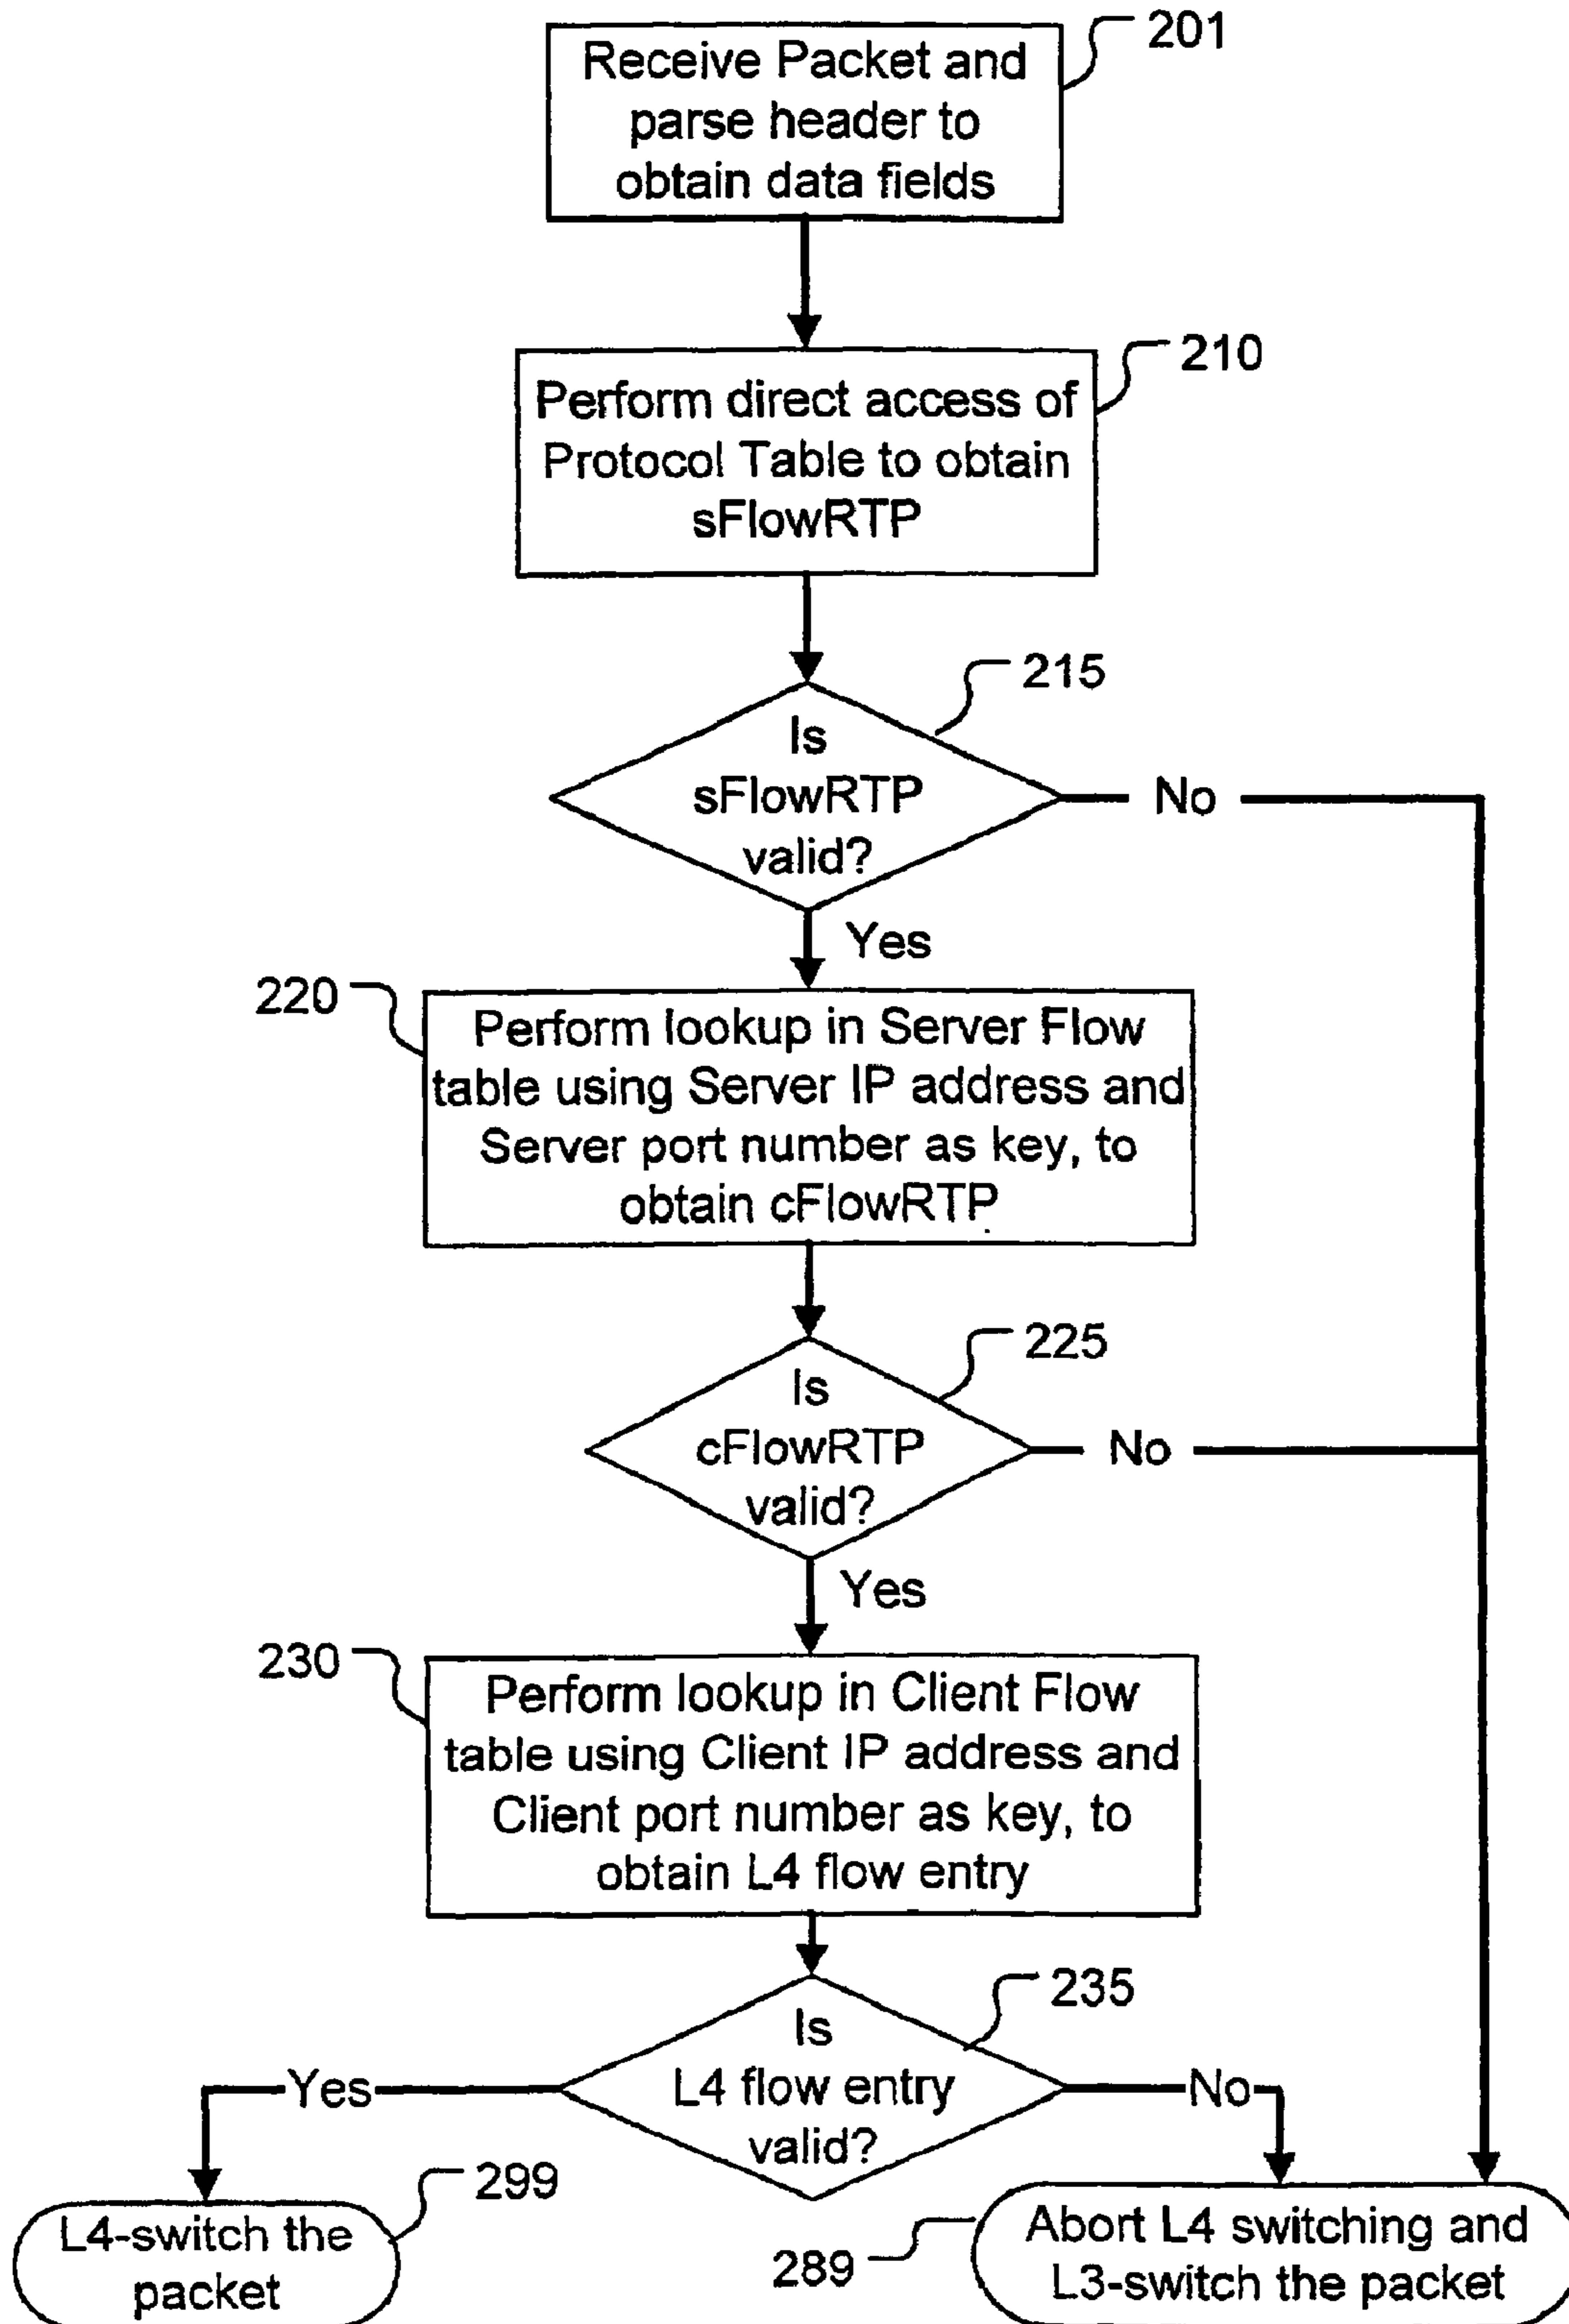 201
Receive Packet and
parse header to
obtain data fields
210
Perform direct access of
Protocol Table to obtain
sFlowRTP
215
Is
sFlowRTP
valid?
No
Yes
220
Perform lookup in Server Flow
table using Server IP address and
Server port number as key, to
obtain cFlowRTP
225
Is
cFlowRTP
valid?
No
Yes
230
Perform lookup in Client Flow
table using Client IP address and
Client port number as key, to
obtain L4 flow entry
235
Is
L4 flow entry
valid?
Yes
No
299
L4-switch the
packet
289
Abort L4 switching and
L3-switch the packet